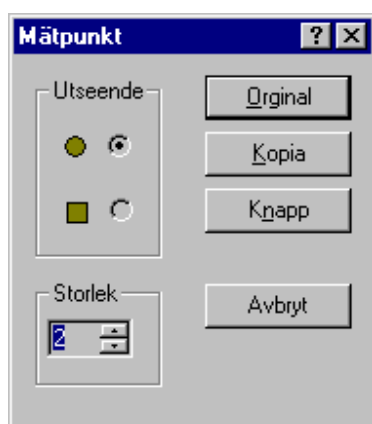 Mätpunkt
Utseende
Orginal
Kopia
Knapp
Storlek
2
Avbryt